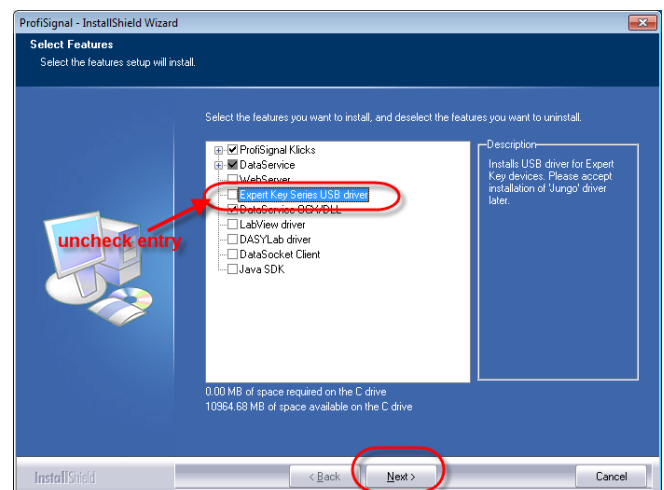 ProfiSignal - InstallShield Wizard
Select Features
Select the features setup will install.
Select the features you want to install, and deselect the features you want to uninstall.
ProfiSignal Klicks
DataService
WebServer
Expert Key Series USB driver
DataService OCX/DLL
LabView driver
DASYLab driver
DataSocket Client
Java SDK
uncheck entry
Description
Installs USB driver for Expert
Key devices. Please accept
installation of 'Jungo' driver
later.
0.00 MB of space required on the C drive
10964.68 MB of space available on the C drive
InstallShield
< Back
Next >
Cancel